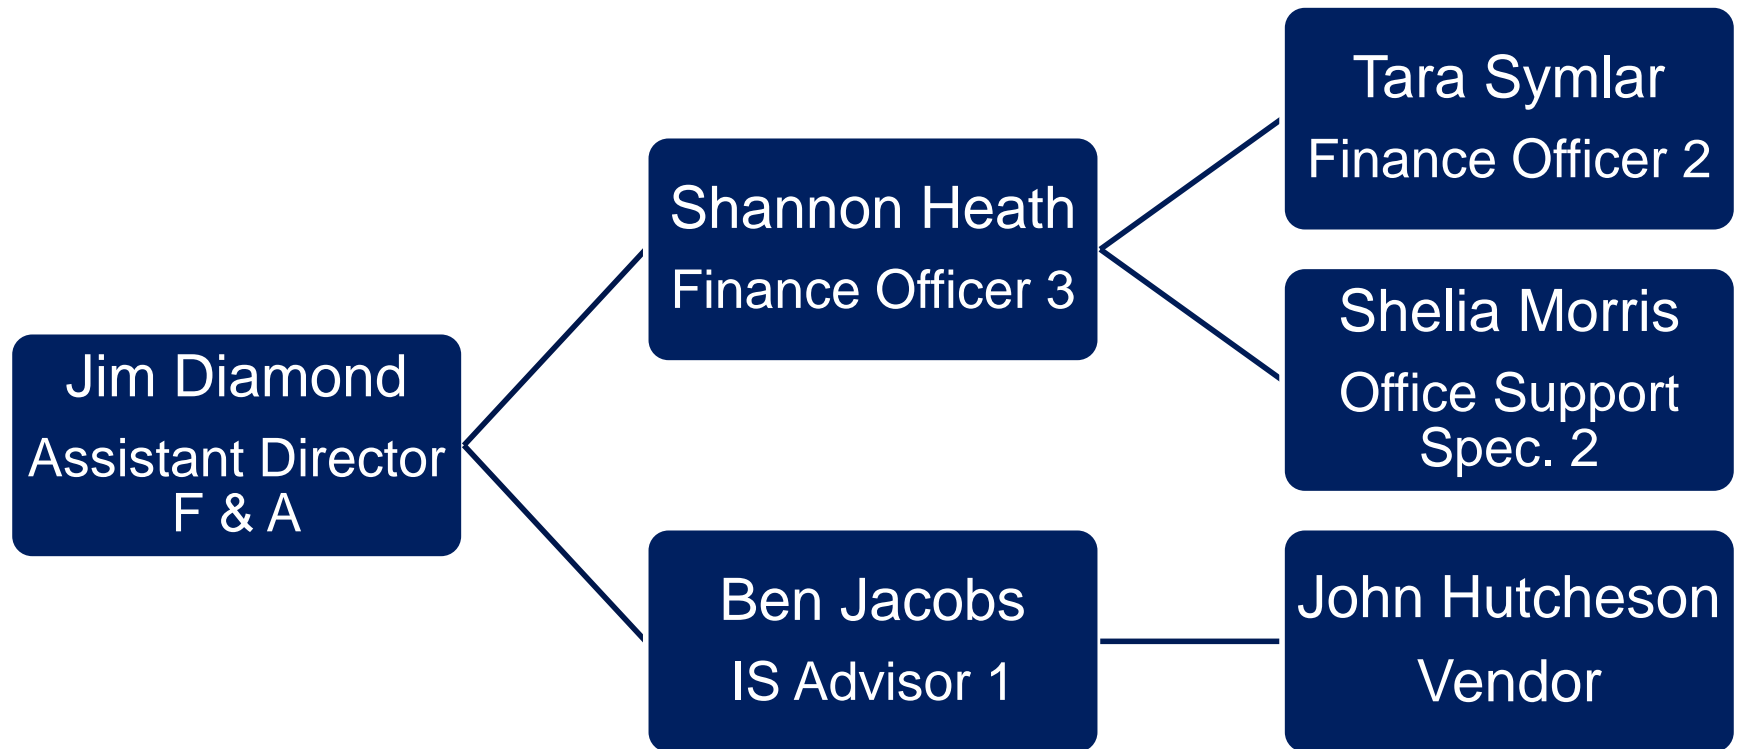 Jim Diamond
Assistant Director
F & A
Shannon Heath
Finance Officer 3
Tara Symlar
Finance Officer 2
Shelia Morris
Office Support
Spec. 2
Ben Jacobs
IS Advisor 1
John Hutcheson
Vendor